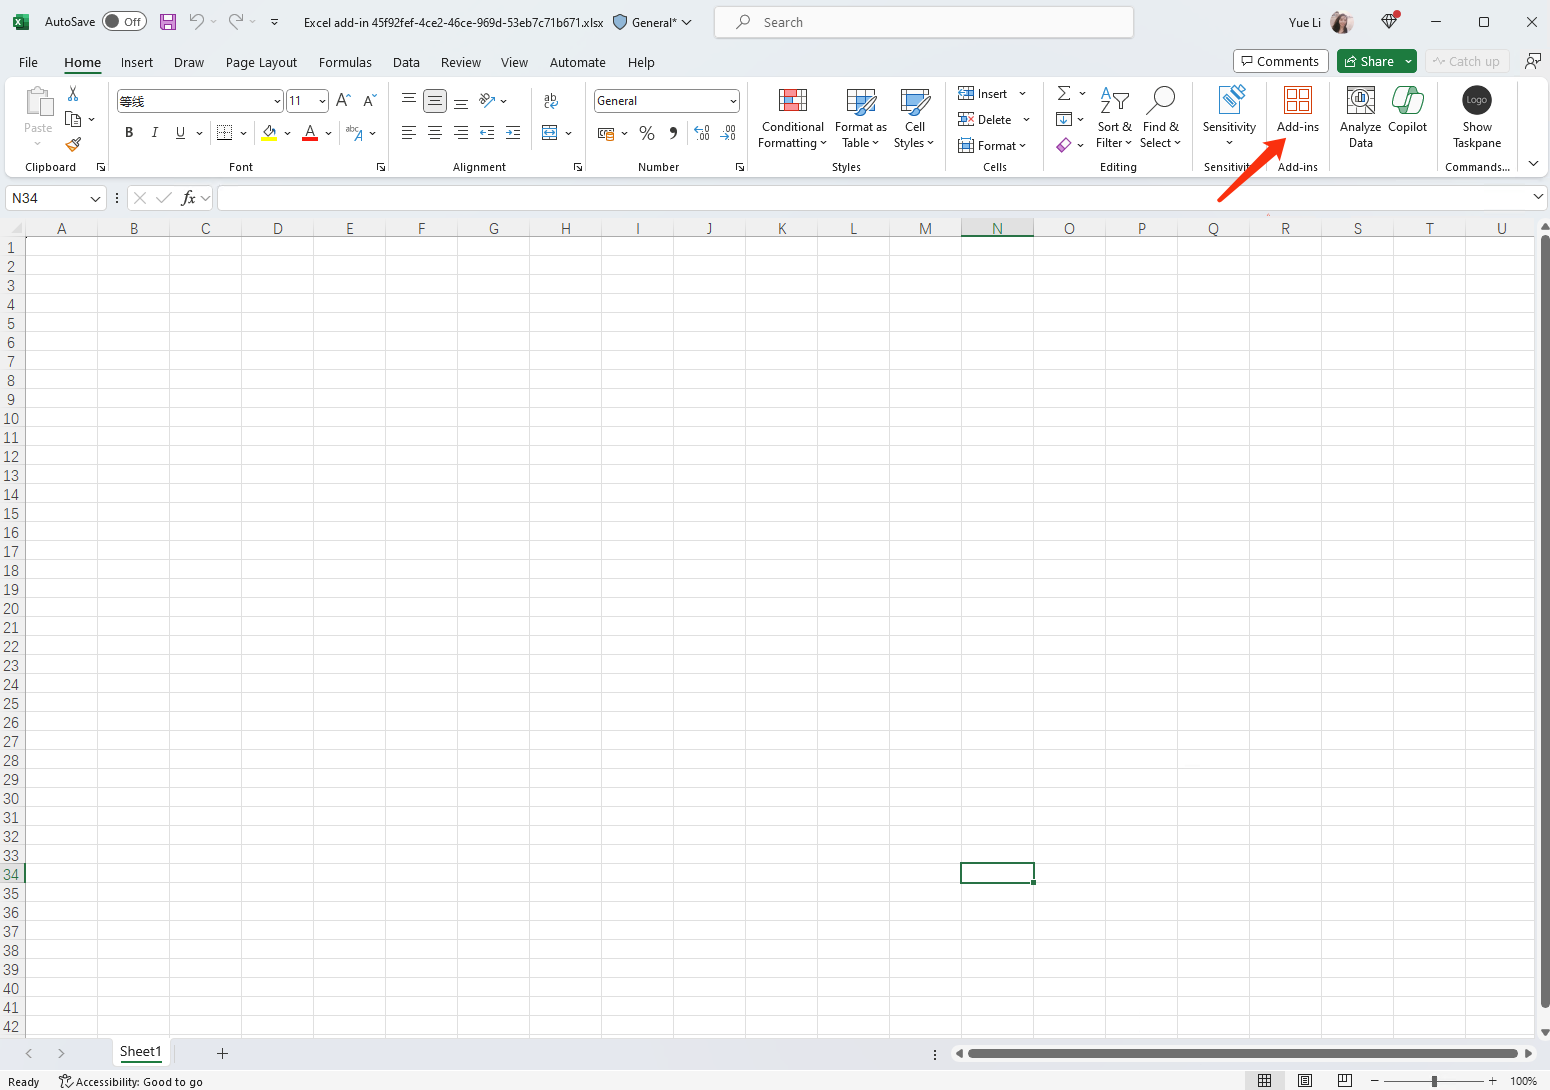 AutoSave Off Excel add-in 45f92fef-4ce2-46ce-969d-53eb7c71b671.xlsx General* Search Yue Li
File Home Insert Draw Page Layout Formulas Data Review View Automate Help Comments Share Catch up
Paste
Clipboard
等线 11
B I U abc A
Font
ab
Alignment
General
% 9 .00 .00
Number
Conditional Formatting
Format as Table
Cell Styles
Styles
Insert
Delete
Format
Cells
Σ
Sort & Filter
Find & Select
Editing
Sensitivity
Sensitivity
Add-ins
Add-ins
Analyze Data
Copilot
Logo
Show Taskpane
Commands...
N34 fx
A B C D E F G H I J K L M N O P Q R S T U
1
2
3
4
5
6
7
8
9
10
11
12
13
14
15
16
17
18
19
20
21
22
23
24
25
26
27
28
29
30
31
32
33
34
35
36
37
38
39
40
41
42
Sheet1
Ready Accessibility: Good to go 100%